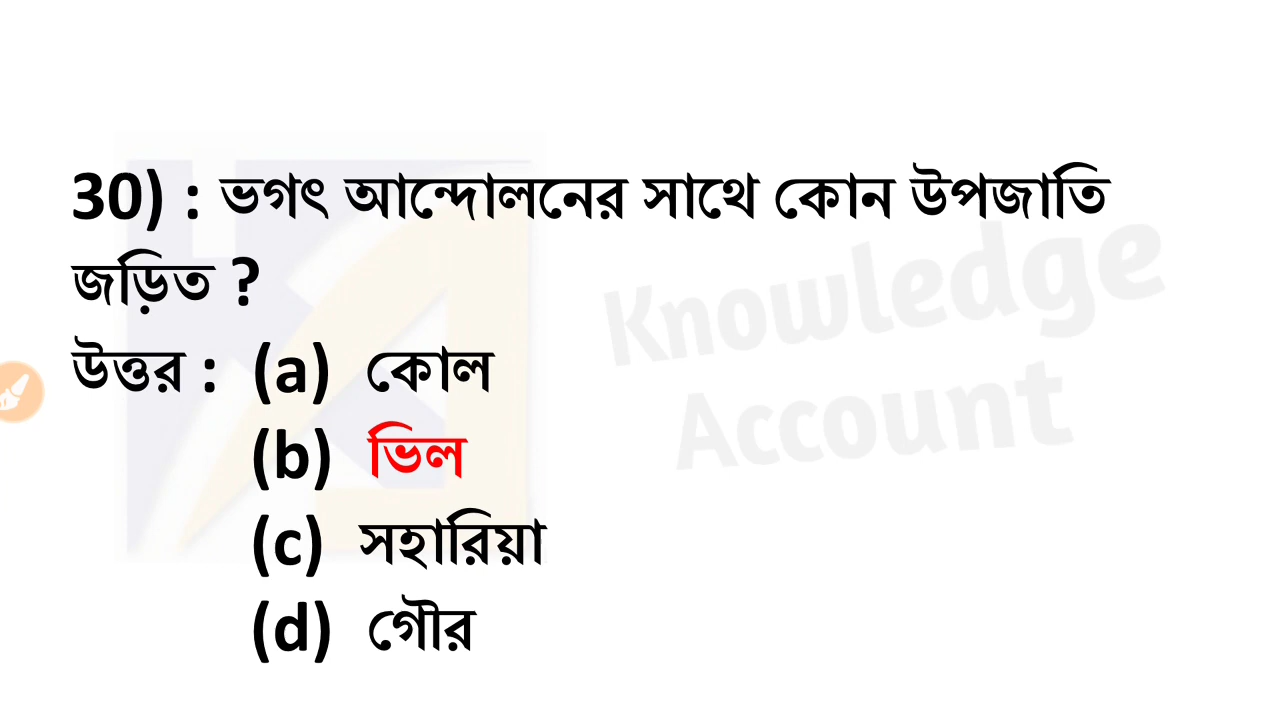 30) : ভগৎ আন্দোলনের সাথে কোন উপজাতি
জড়িত ?
উত্তর : (a) কোল
(b) ভিল
(c) সহারিয়া
(d) গৌর
Knowledge
Account